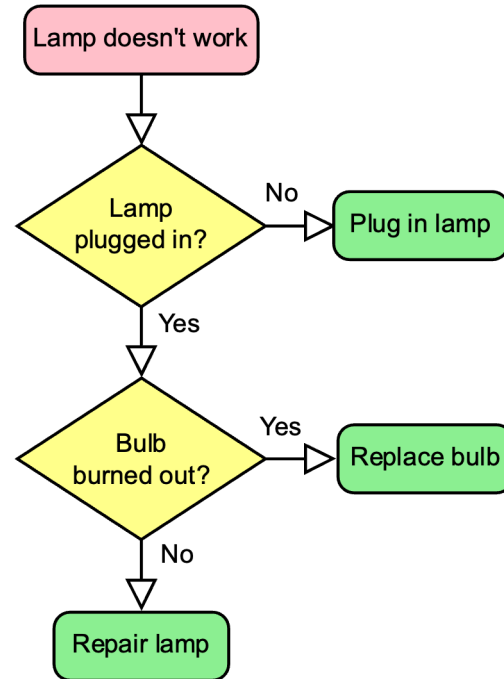 Lamp doesn't work
Lamp
plugged in?
No
Plug in lamp
Yes
Bulb
burned out?
Yes
Replace bulb
No
Repair lamp